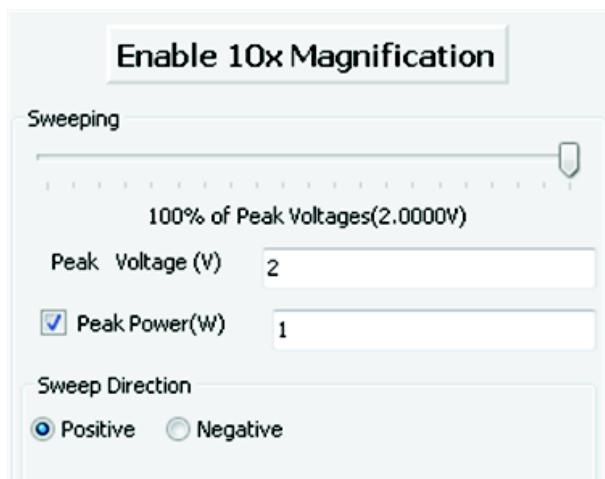 Enable 10x Magnification
Sweeping
100% of Peak Voltages(2.0000V)
Peak Voltage (V) 2
Peak Power(W) 1
Sweep Direction
Positive Negative